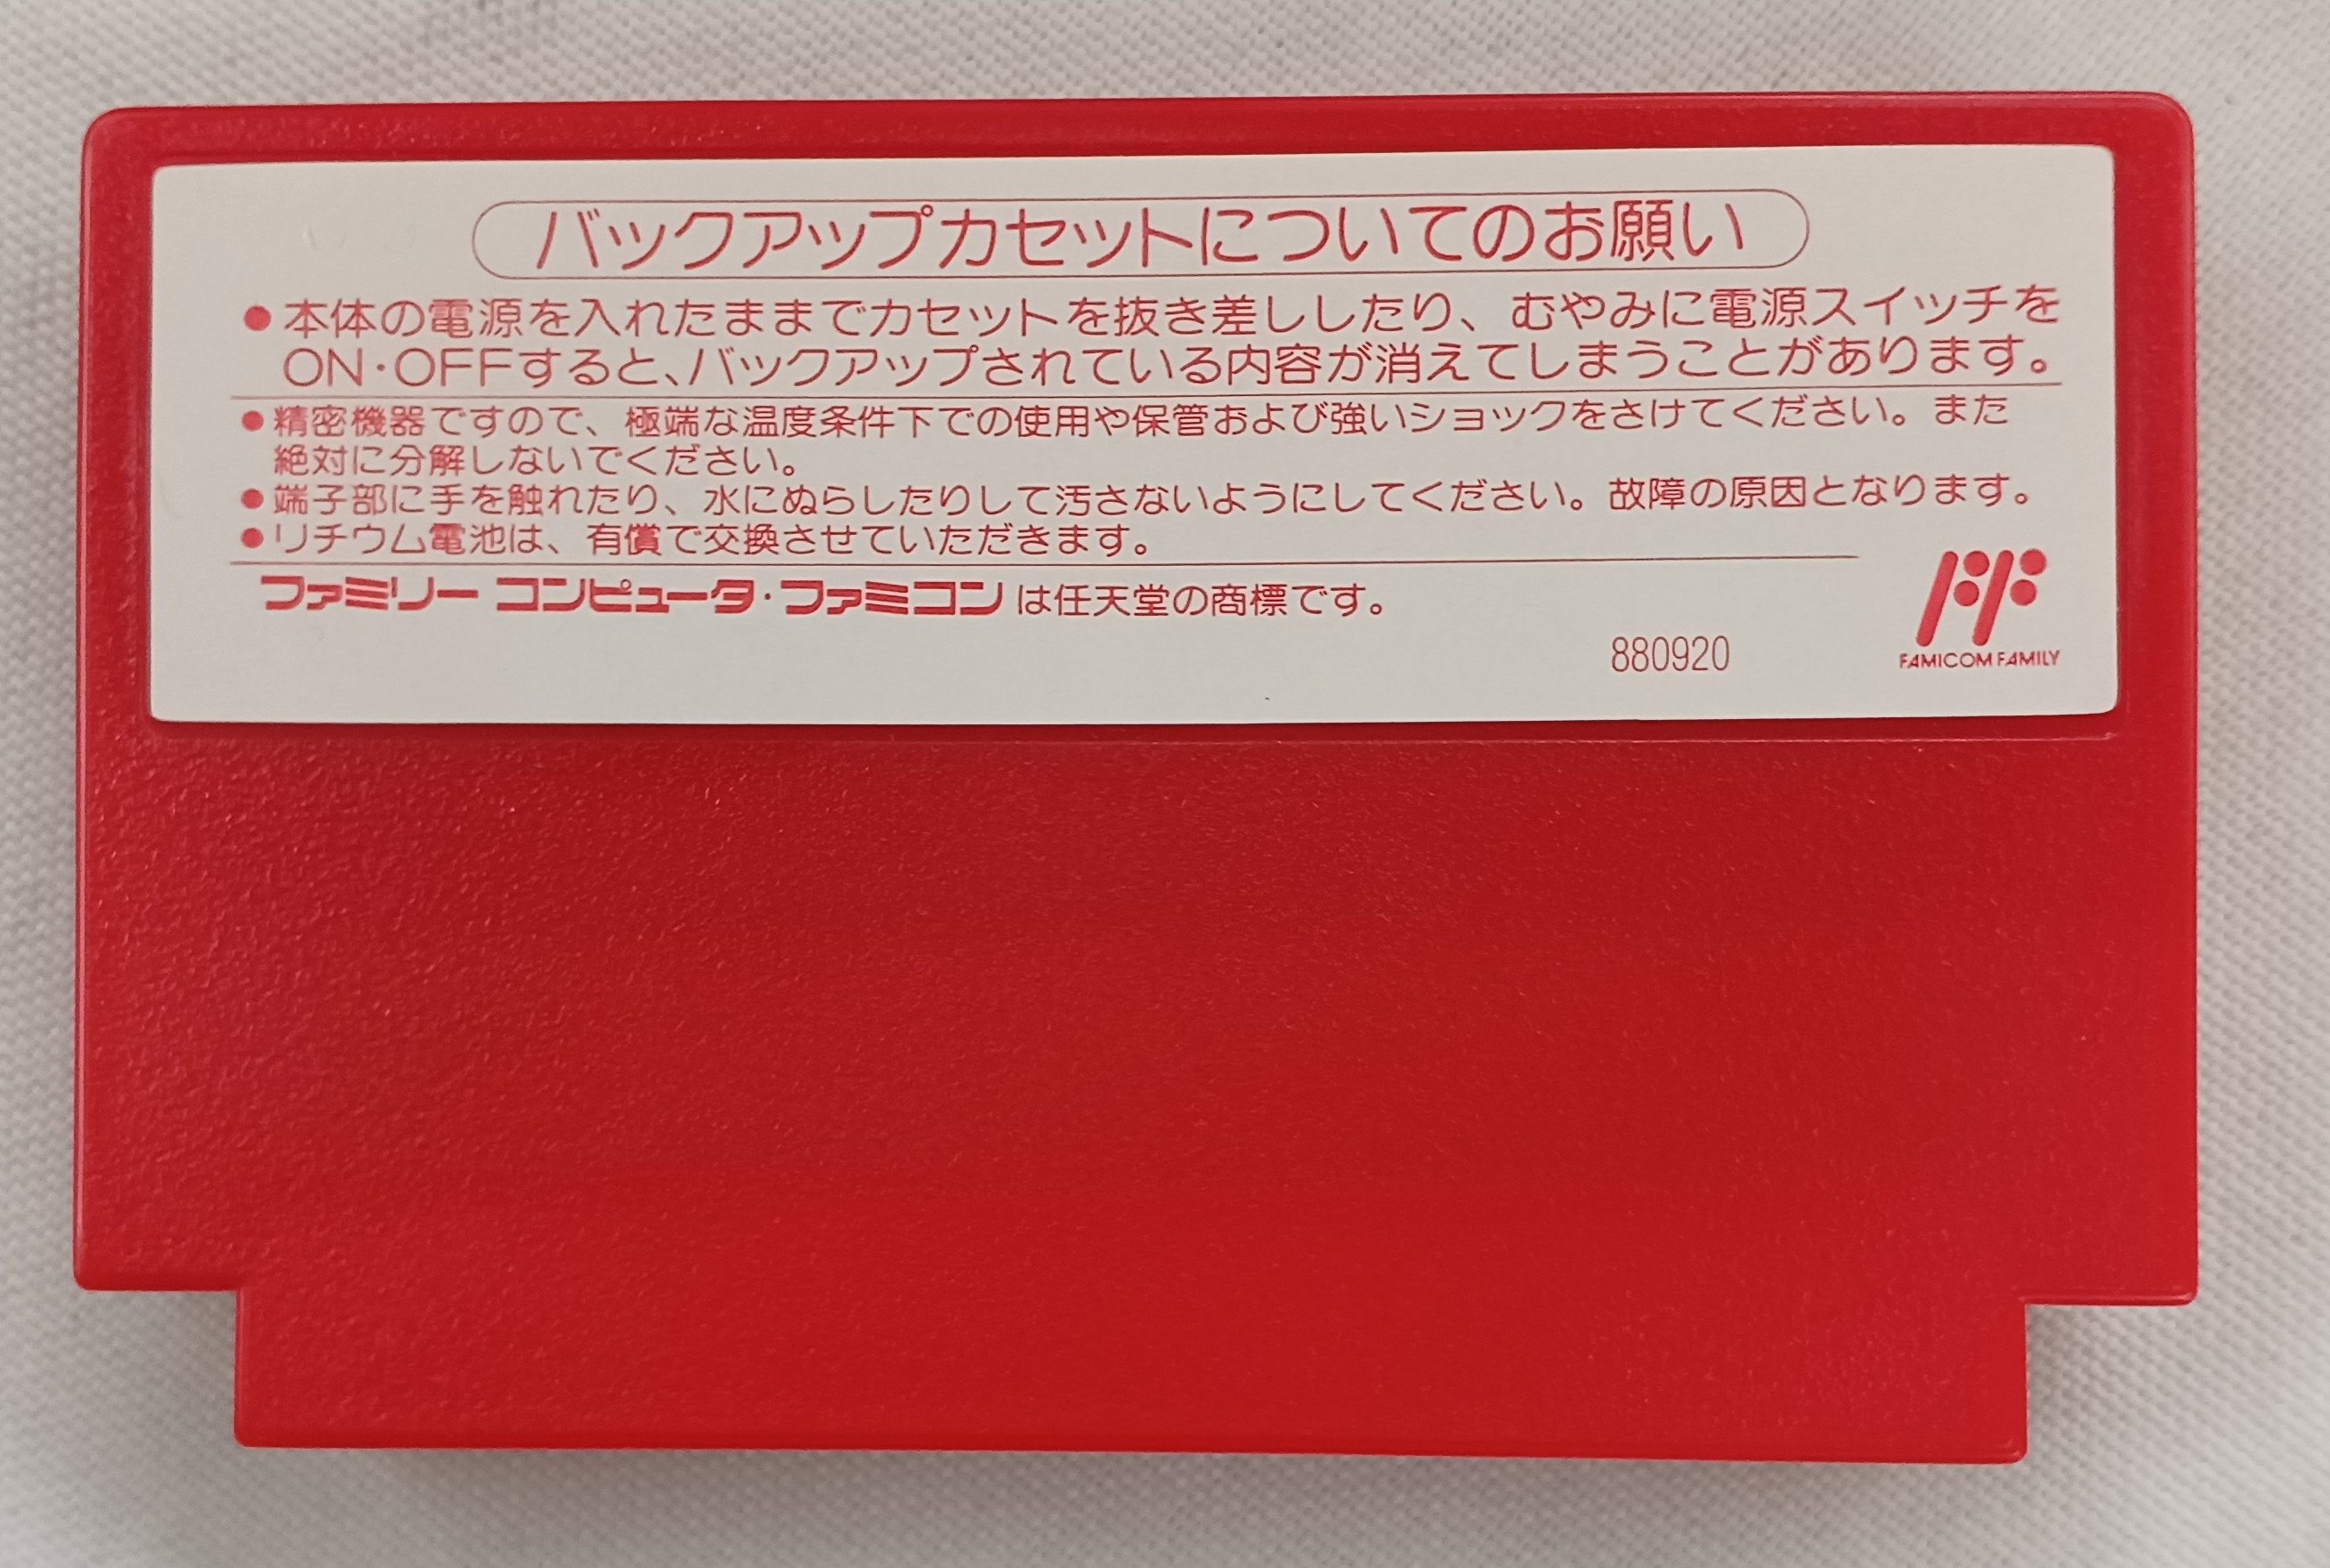 バックアップカセットについてのお願い
●本体の電源を入れたままでカセットを抜き差ししたり、むやみに電源スイッチを
ON・OFFすると、バックアップされている内容が消えてしまうことがあります。
●精密機器ですので、極端な温度条件下での使用や保管および強いショックをさけてください。また
絶対に分解しないでください。
●端子部に手を触れたり、水にぬらしたりして汚さないようにしてください。故障の原因となります。
●リチウム電池は、有償で交換させていただきます。
ファミリーコンピュータ・ファミコンは任天堂の商標です。
880920
FAMICOM FAMILY